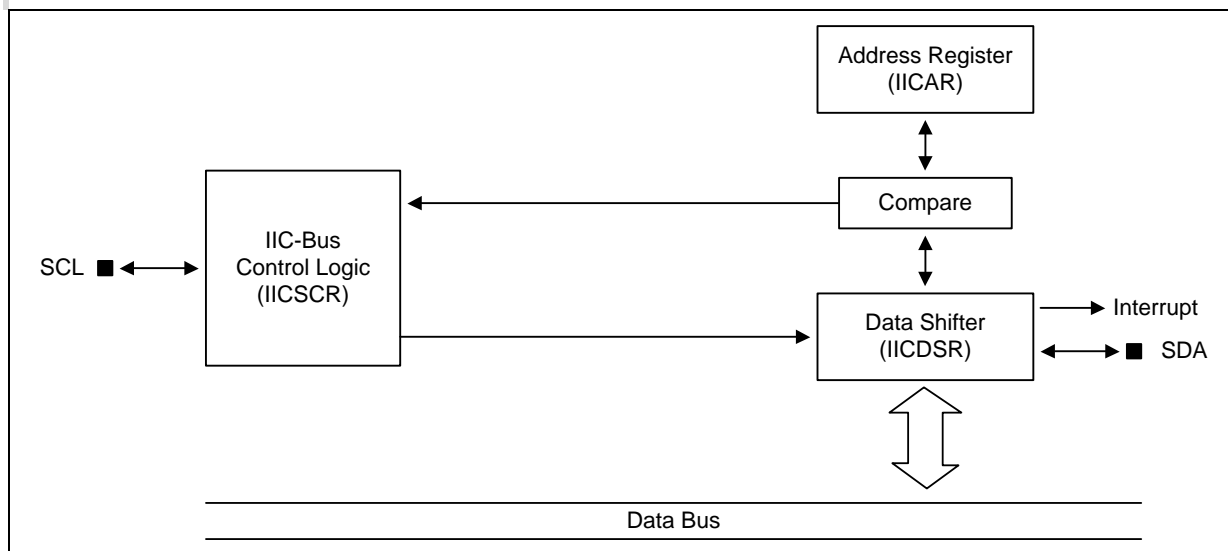 Address Register
(IICAR)
Compare
IIC-Bus
Control Logic
(IICSCR)
SCL
Data Shifter
(IICDSR)
Interrupt
SDA
Data Bus